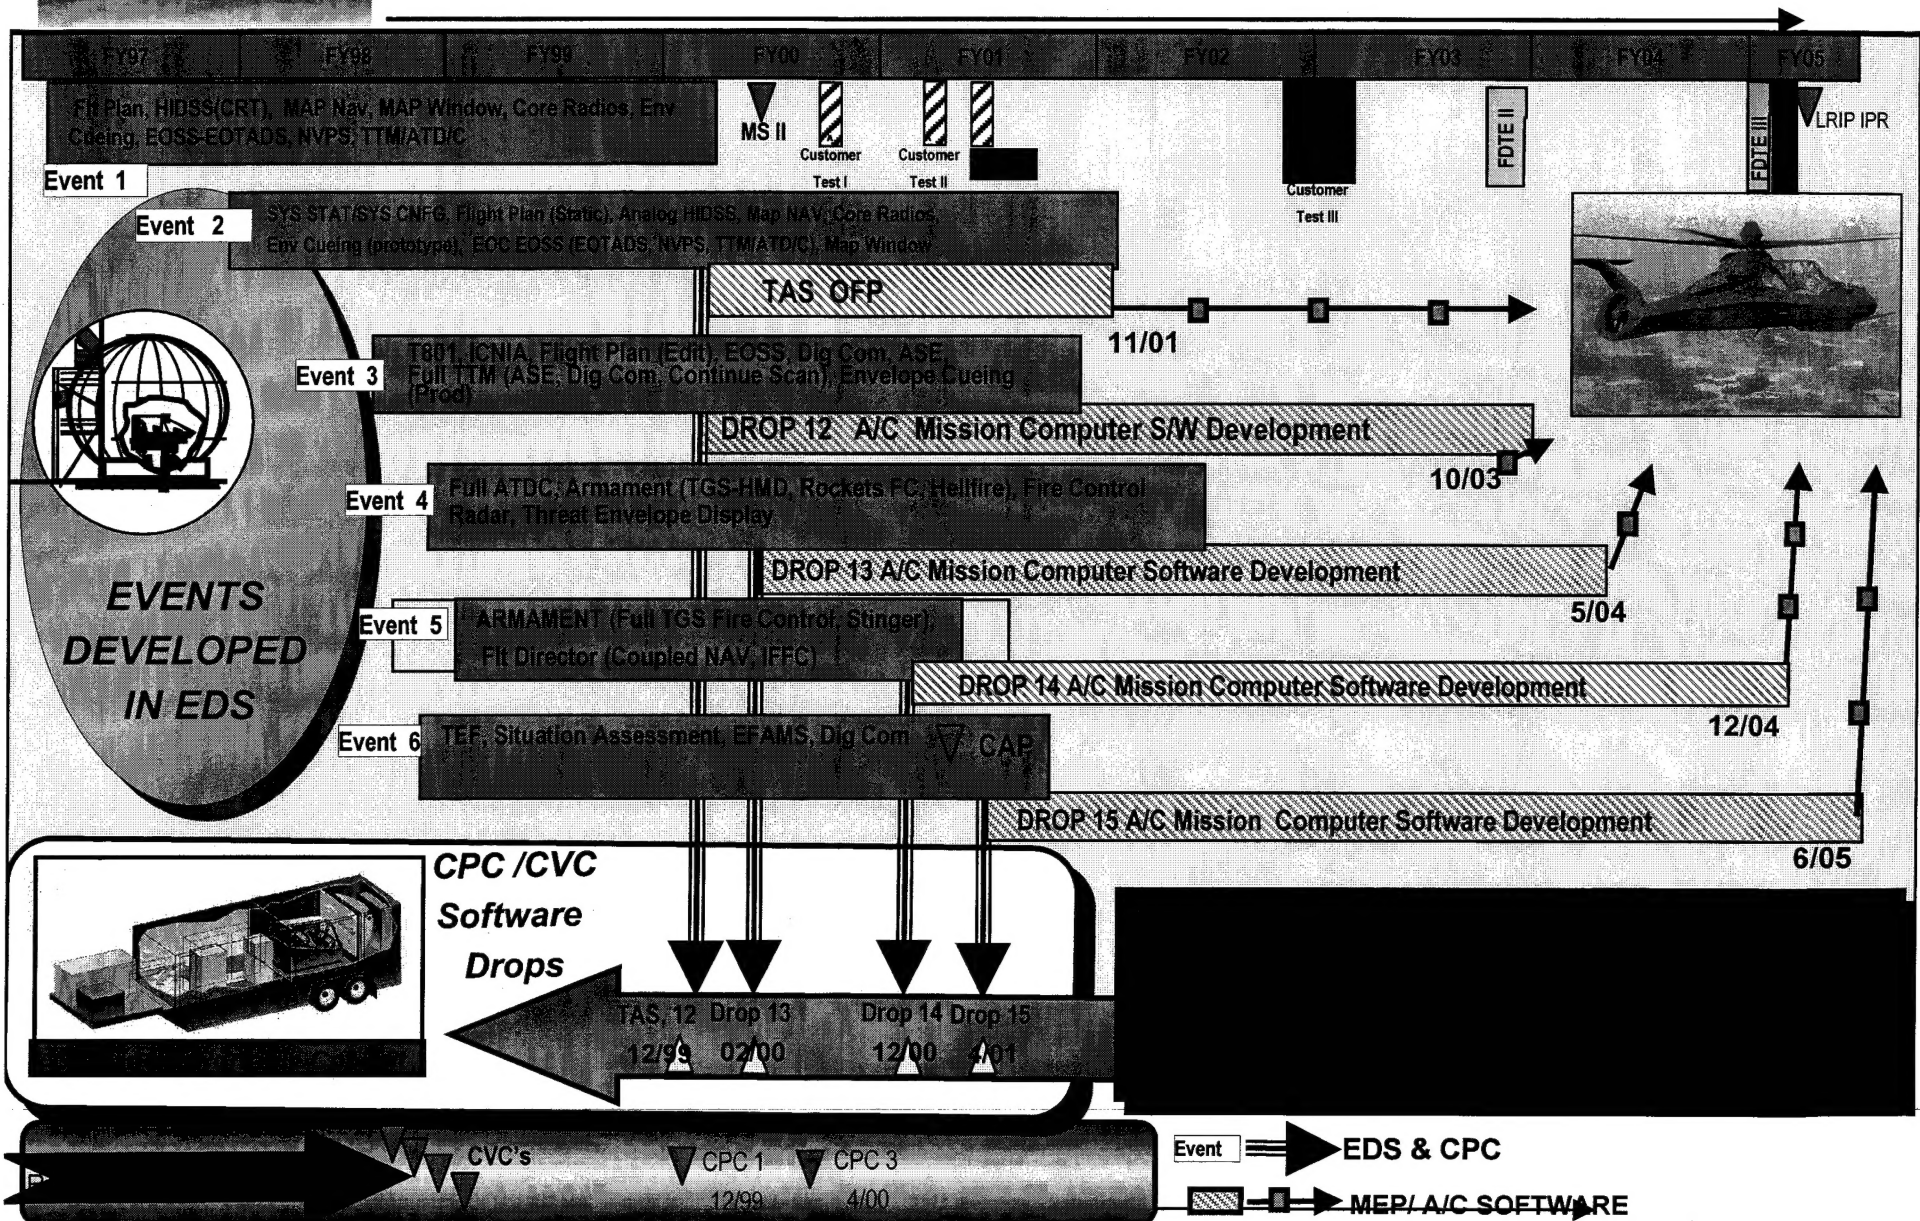 FY97 FY98 FY99 FY00 FY01 FY02 FY03 FY04 FY05
Flt Plan, HIDSS(CRT), MAP Nav, MAP Window, Core Radios, Env
Cueing, EOSS-EOTADS, NVPS, TTM/ATD/C
MS II
Customer
Test I
Customer
Test II
Customer
Test III
FDTE II
FDTE III
LRIP IPR
Event 1
Event 2
SYS STAT/SYS CNFG, Flight Plan (Static), Analog HIDSS, Map NAV, Core Radios,
Env Cueing (prototype), EOC EOSS (EOTADS, NVPS, TTM/ATD/C), Map Window
TAS OFP
11/01
Event 3
T801, ICNIA, Flight Plan (Edit), EOSS, Dig Com, ASE,
Full TTM (ASE, Dig Com, Continue Scan), Envelope Cueing
(Prod)
DROP 12 A/C Mission Computer S/W Development
10/03
Event 4
Full ATDC, Armament (TGS-HMD, Rockets FC, Hellfire), Fire Control
Radar, Threat Envelope Display
DROP 13 A/C Mission Computer Software Development
5/04
EVENTS
DEVELOPED
IN EDS
Event 5
ARMAMENT (Full TGS Fire Control, Stinger),
Flt Director (Coupled NAV, IFFC)
DROP 14 A/C Mission Computer Software Development
12/04
Event 6
TEF, Situation Assessment, EFAMS, Dig Com
CAP
DROP 15 A/C Mission Computer Software Development
6/05
CPC /CVC
Software
Drops
TAS, 12 Drop 13 Drop 14 Drop 15
12/99 02/00 12/00 4/01
CVC's
CPC 1
12/99
CPC 3
4/00
Event
EDS & CPC
MEP/ A/C SOFTWARE